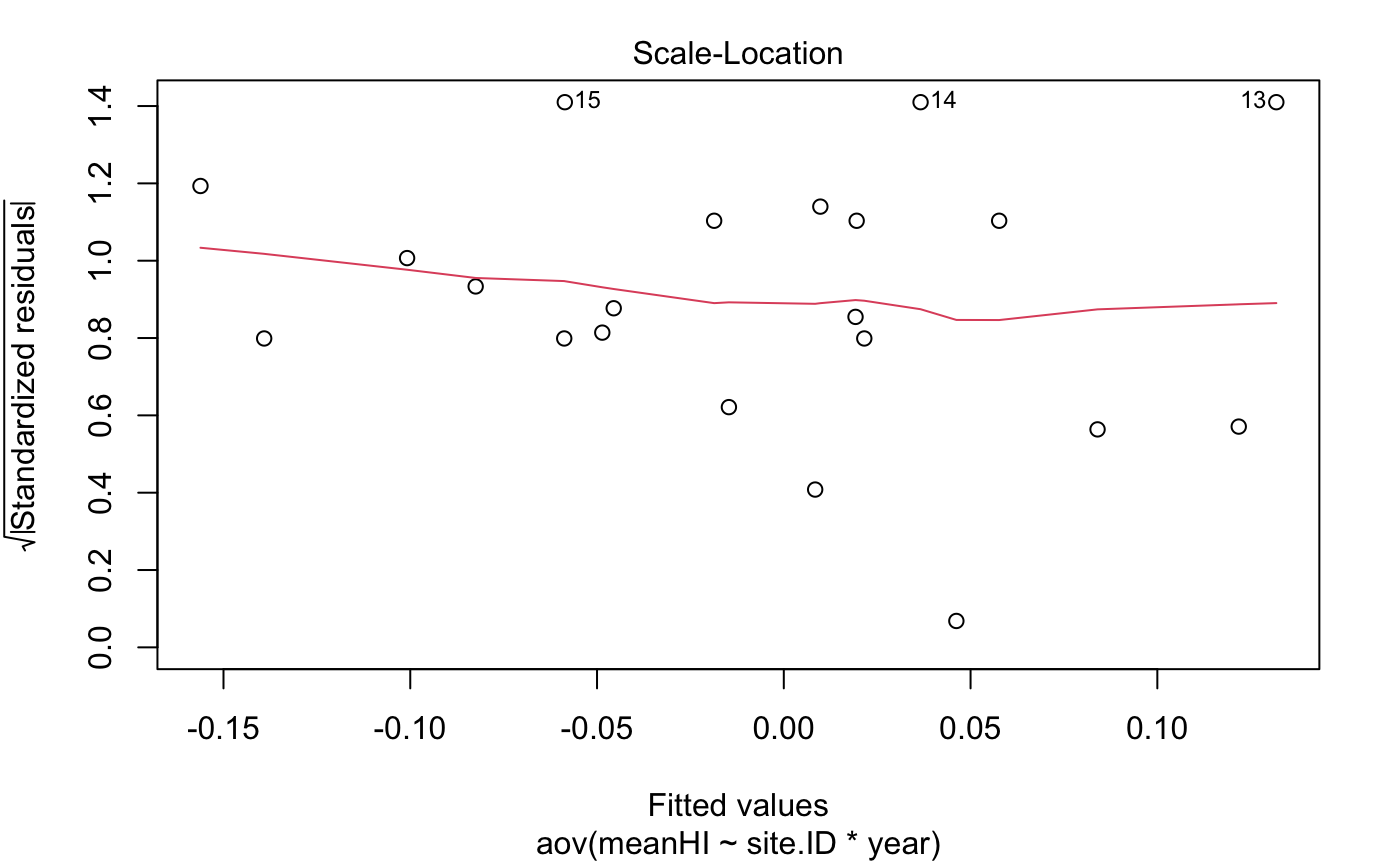 Scale-Location
√|Standardized residuals|
1.4
1.2
1.0
0.8
0.6
0.4
0.2
0.0
15
14
13
-0.15 -0.10 -0.05 0.00 0.05 0.10
Fitted values
aov(meanHI ~ site.ID * year)